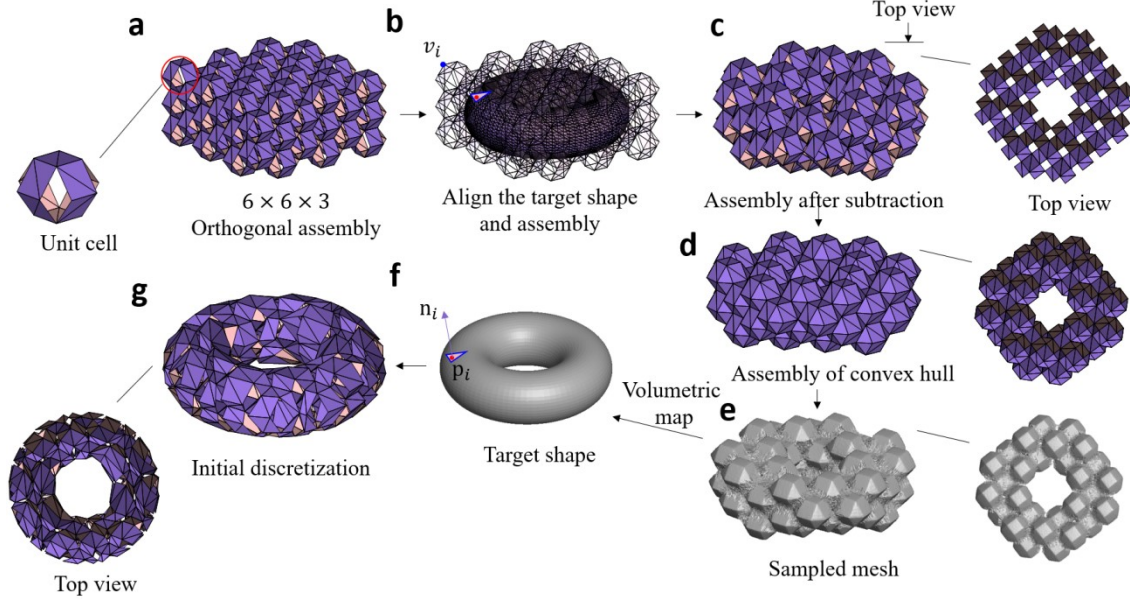 a
b
c
Top view
v_i
Unit cell
6 × 6 × 3
Orthogonal assembly
Align the target shape
and assembly
Assembly after subtraction
Top view
d
Assembly of convex hull
e
Volumetric
map
Sampled mesh
f
n_i
p_i
Target shape
g
Initial discretization
Top view